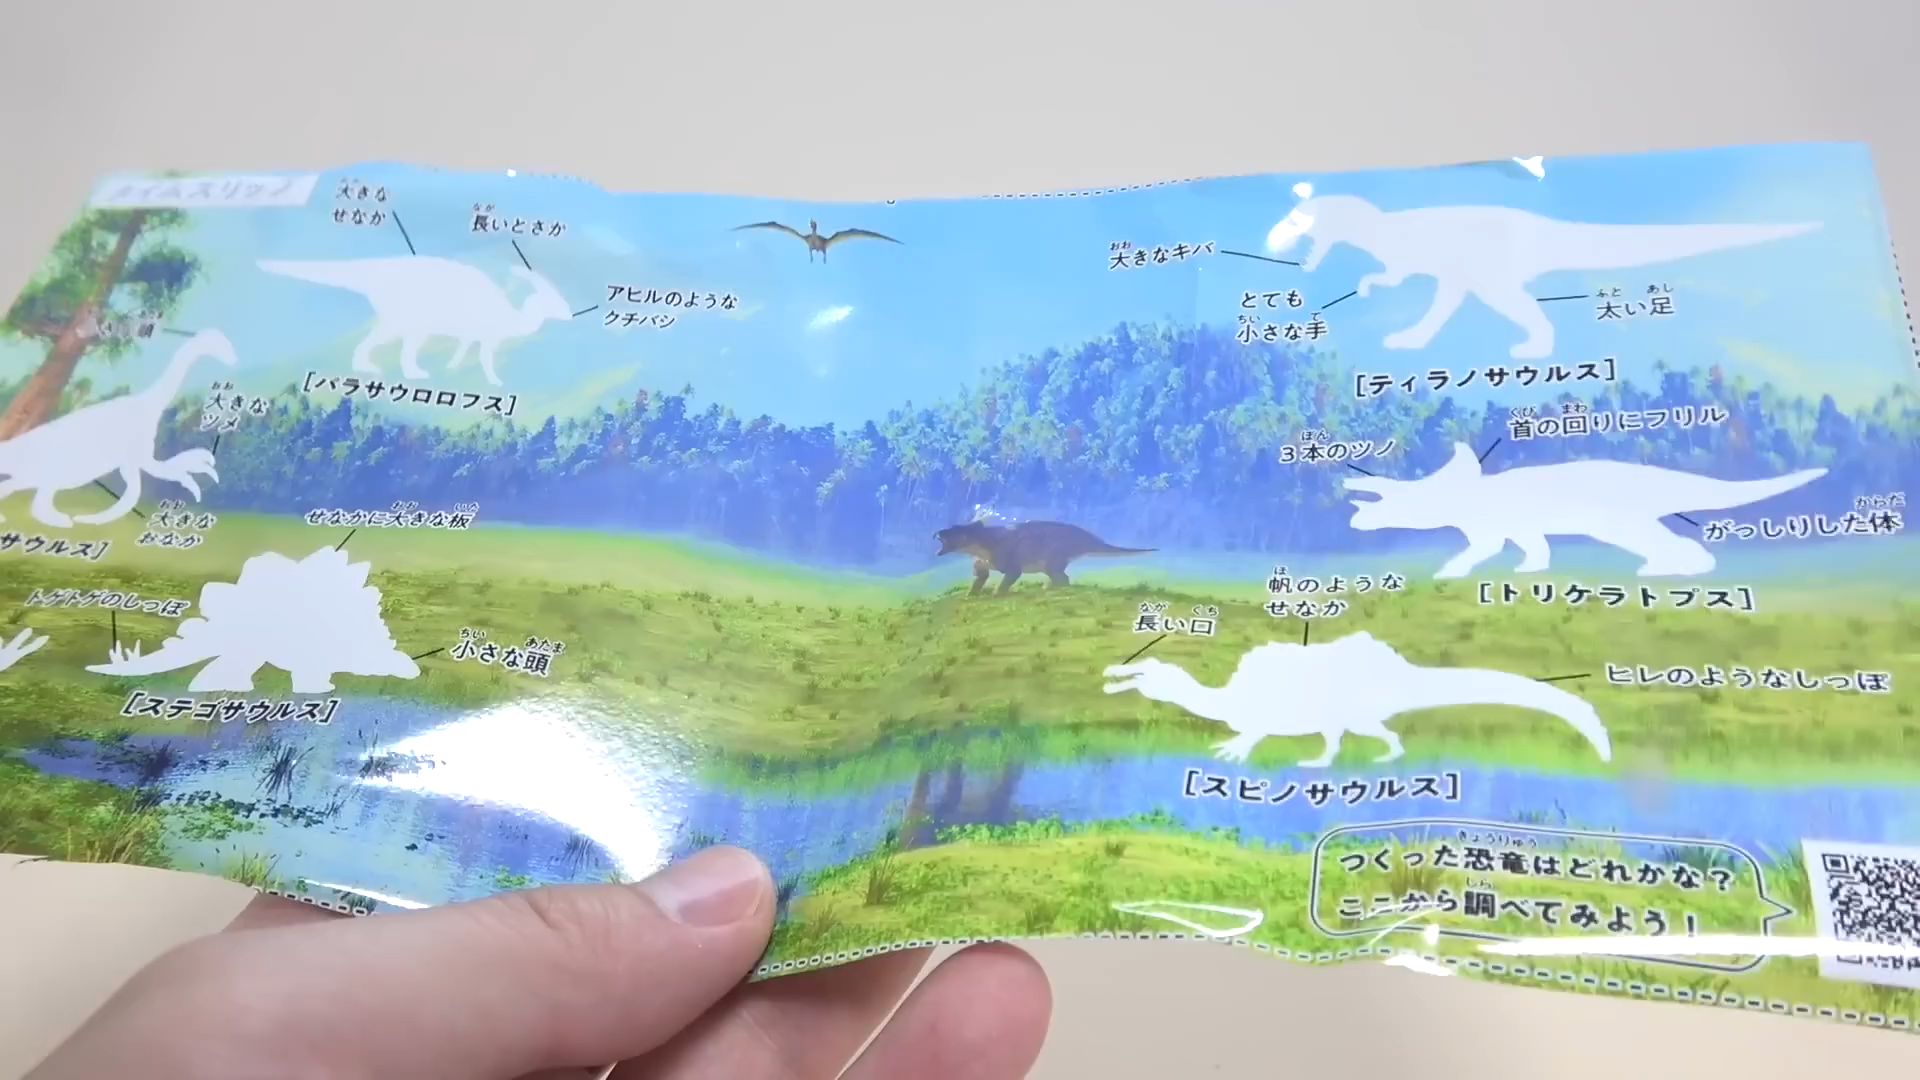 タイムスリップ
大きな
せなか
長いとさか
アヒルのような
クチバシ
[パラサウロロフス]
頭
大きな
ツメ
大きな
おなか
サウルス]
せなかに大きな板
トゲトゲのしっぽ
小さな頭
[ステゴサウルス]
大きなキバ
とても
小さな手
太い足
[ティラノサウルス]
首の回りにフリル
3本のツノ
がっしりした体
[トリケラトプス]
帆のような
せなか
長い口
ヒレのようなしっぽ
[スピノサウルス]
つくった恐竜はどれかな?
ここから調べてみよう!